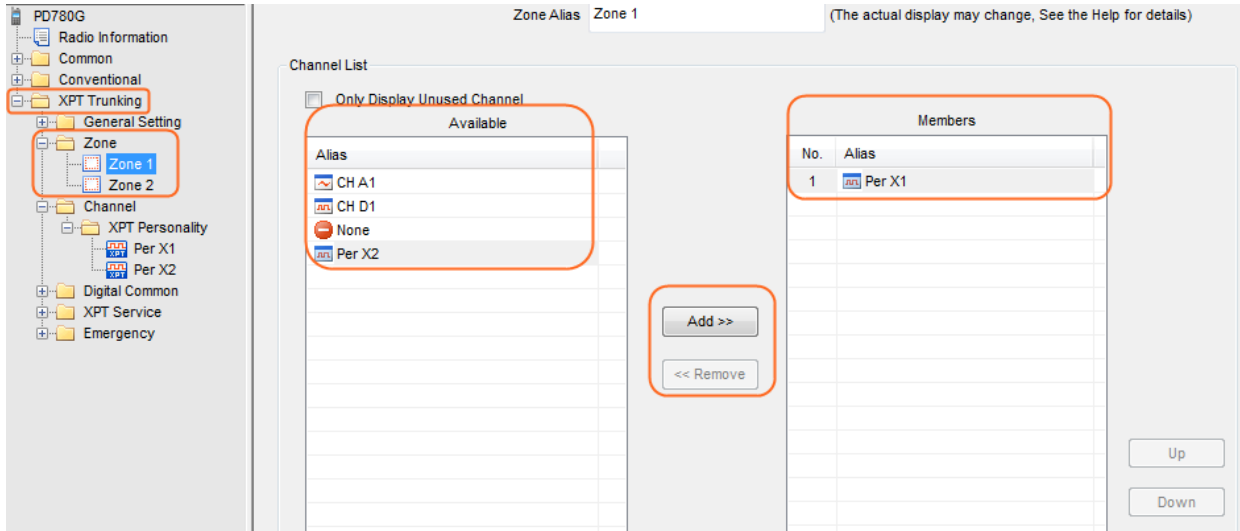 PD780G
Radio Information
Common
Conventional
XPT Trunking
General Setting
Zone
Zone 1
Zone 2
Channel
XPT Personality
XPT Per X1
XPT Per X2
Digital Common
XPT Service
Emergency
Zone Alias Zone 1 (The actual display may change, See the Help for details)
Channel List
Only Display Unused Channel
Available
Alias
CH A1
CH D1
None
Per X2
Add >>
<< Remove
Members
No. Alias
1 Per X1
Up
Down